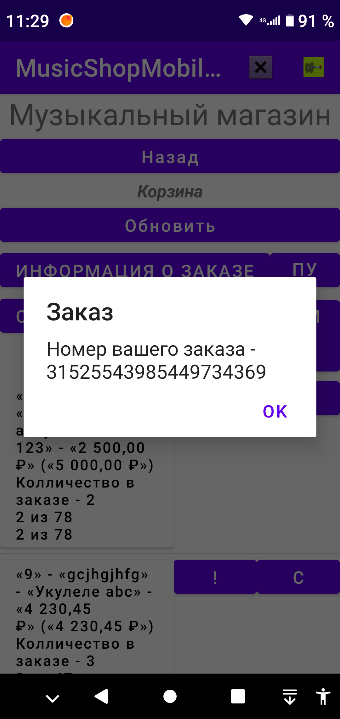 11:29 4G 91 %
MusicShopMobil...
Музыкальный магазин
Назад
Корзина
Обновить
ИНФОРМАЦИЯ О ЗАКАЗЕ ПУ
Заказ
Номер вашего заказа -
31525543985449734369
OK
123» - «2 500,00
₽» («5 000,00 ₽»)
Колличество в
заказе - 2
2 из 78
2 из 78
«9» - «gcjhgjhfg»
- «Укулеле abc» -
«4 230,45
₽» («4 230,45 ₽»)
Колличество в
заказе - 3
! С